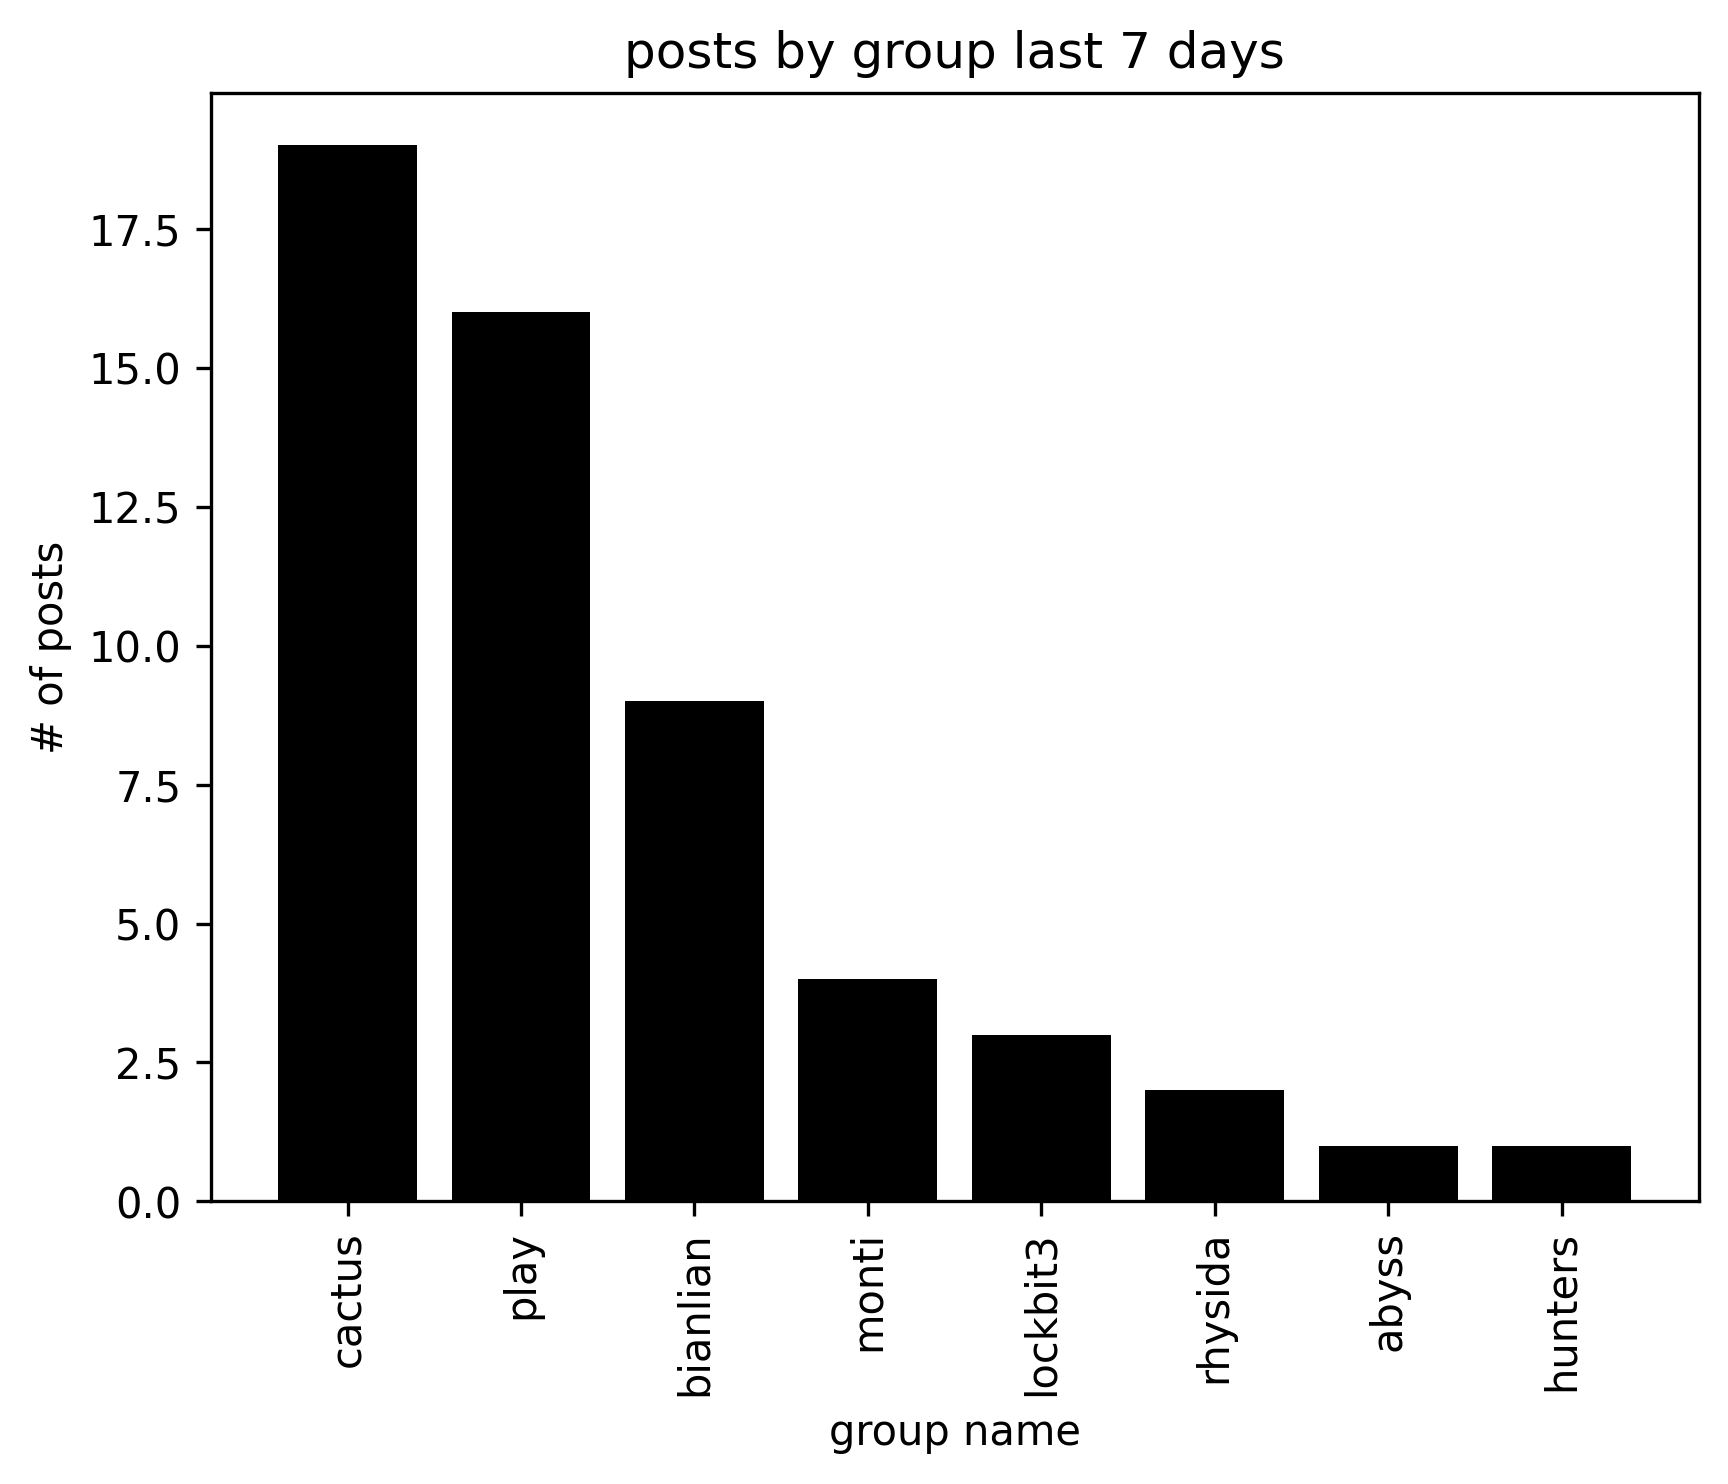 posts by group last 7 days
# of posts
17.5
15.0
12.5
10.0
7.5
5.0
2.5
0.0
cactus
play
bianlian
monti
lockbit3
rhysida
abyss
hunters
group name